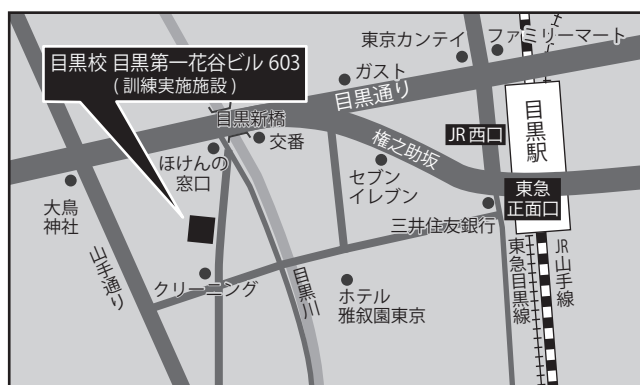 目黒校 目黒第一花谷ビル 603
( 訓練実施施設 )
東京カンテイ
ファミリーマート
ガスト
目黒通り
目黒新橋
交番
ほけんの
窓口
権之助坂
JR 西口
目黒駅
セブン
イレブン
東急
正面口
三井住友銀行
大鳥
神社
山手通り
クリーニング
目黒川
ホテル
雅叙園東京
東急目黒線
JR
山手線